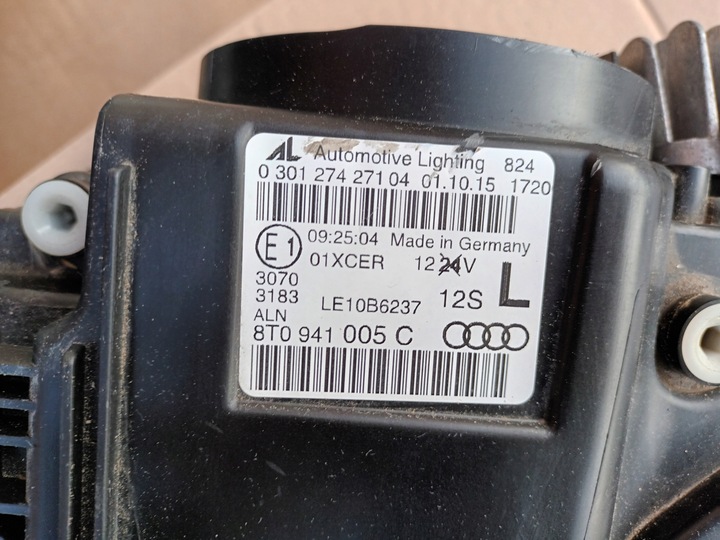 AL Automotive Lighting 824
0 301 274 271 04 01.10.15 1720
E1 09:25:04 Made in Germany
01XCER 12 24V
3070
3183 LE10B6237 12S L
ALN
8T0 941 005 C